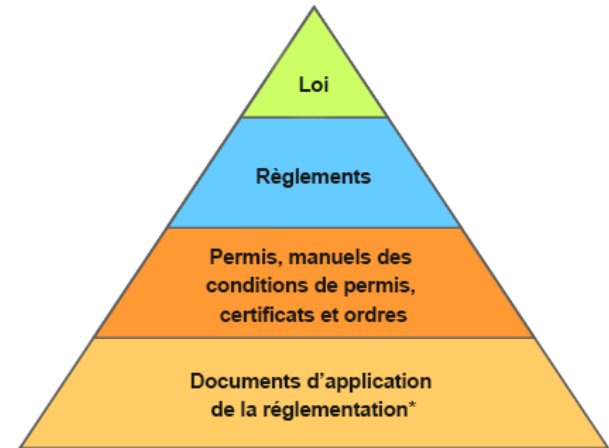 Loi
Règlements
Permis, manuels des
conditions de permis,
certificats et ordres
Documents d’application
de la réglementation*